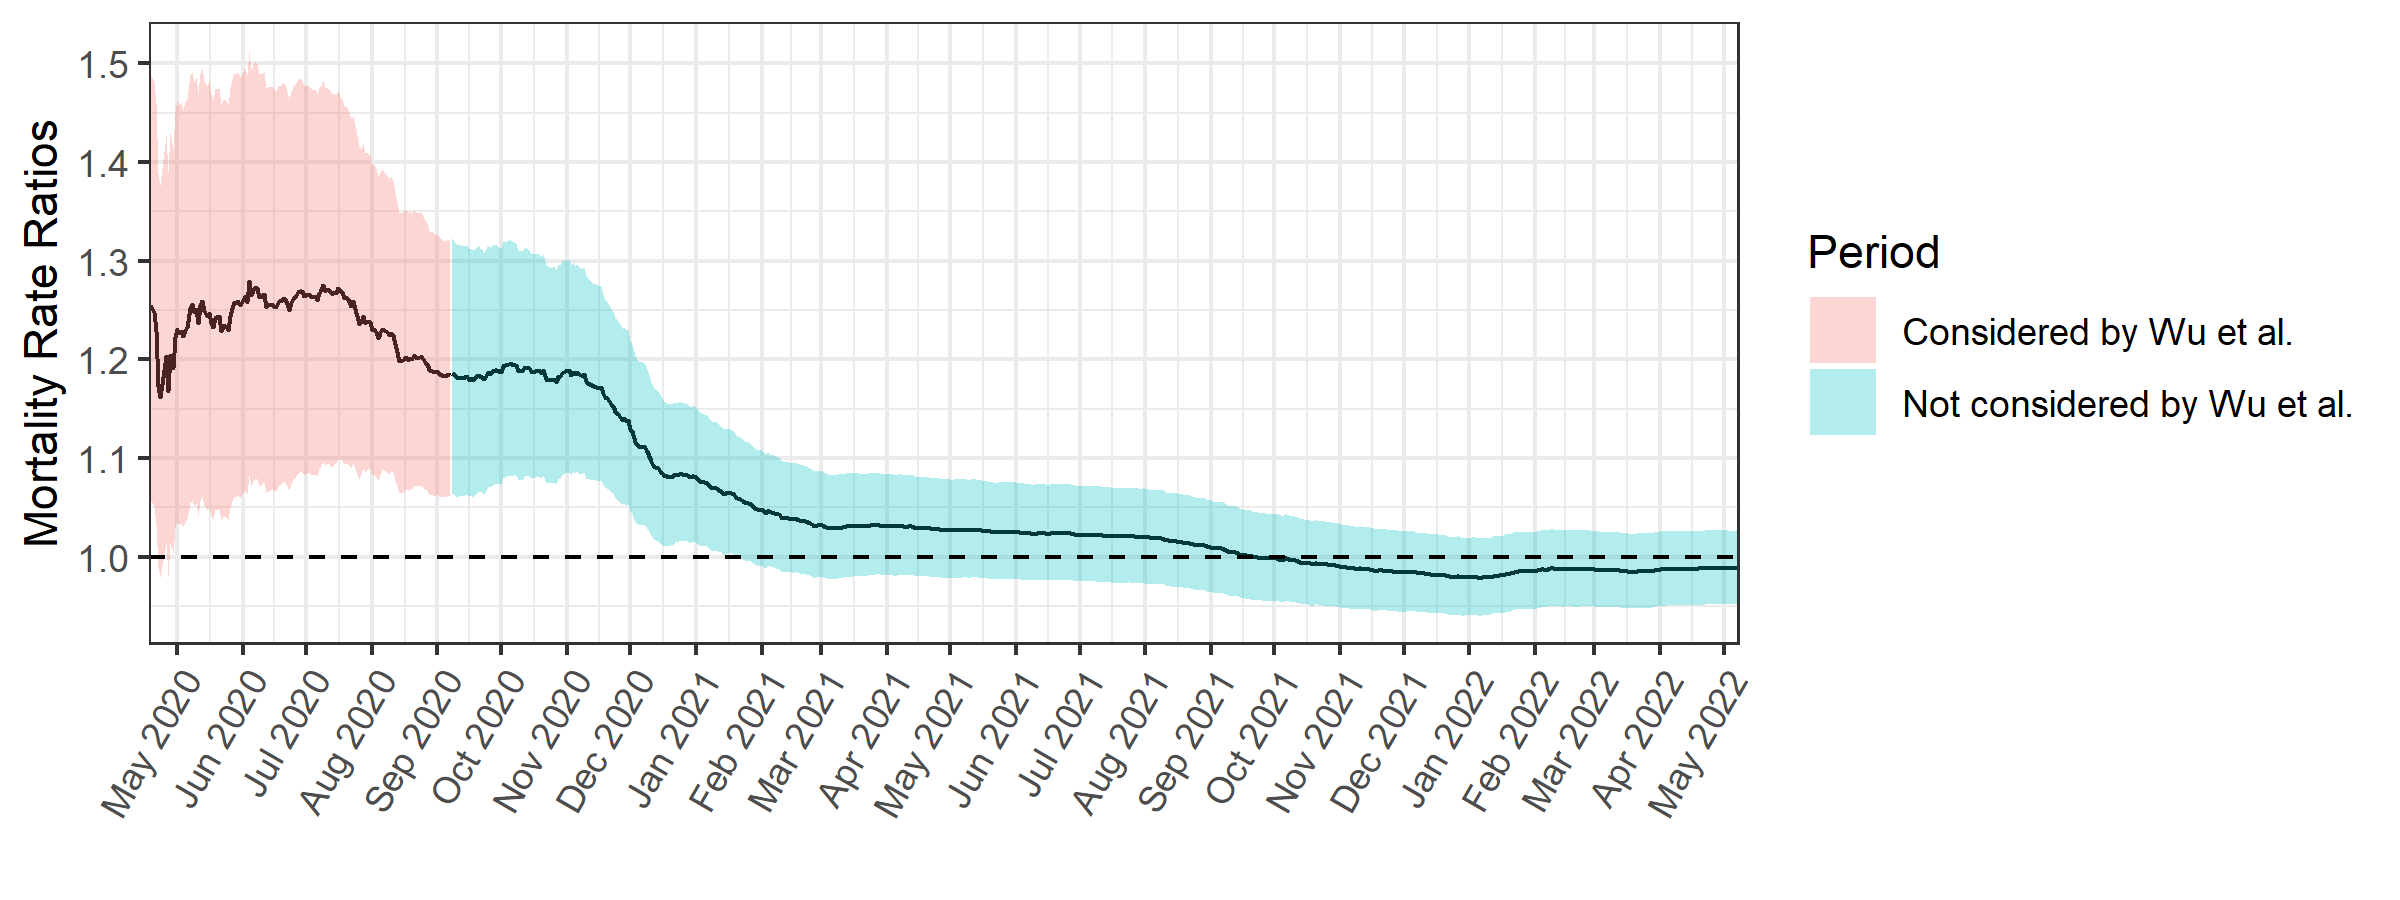 Mortality Rate Ratios
1.5
1.4
1.3
1.2
1.1
1.0
May 2020
Jun 2020
Jul 2020
Aug 2020
Sep 2020
Oct 2020
Nov 2020
Dec 2020
Jan 2021
Feb 2021
Mar 2021
Apr 2021
May 2021
Jun 2021
Jul 2021
Aug 2021
Sep 2021
Oct 2021
Nov 2021
Dec 2021
Jan 2022
Feb 2022
Mar 2022
Apr 2022
May 2022
Period
Considered by Wu et al.
Not considered by Wu et al.